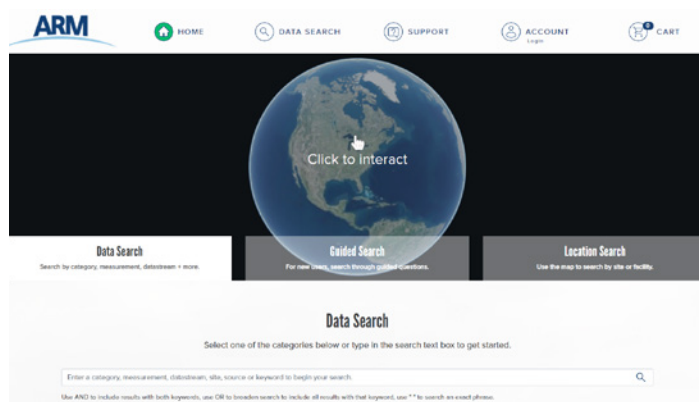 ARM
HOME
DATA SEARCH
SUPPORT
ACCOUNT
Login
0
CART
Click to interact
Data Search
Search by category, measurement, datastream + more.
Guided Search
For new users, search through guided questions.
Location Search
Use the map to search by site or facility.
Data Search
Select one of the categories below or type in the search text box to get started.
Enter a category, measurement, datastream, site, source or keyword to begin your search.
Use AND to include results with both keywords, use OR to broaden search to include all results with that keyword, use " " to search an exact phrase.